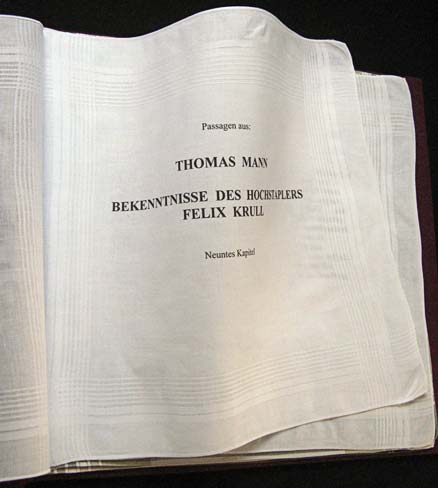 Passagen aus:
THOMAS MANN
BEKENNTNISSE DES HOCHSTAPLERS
FELIX KRULL
Neuntes Kapitel